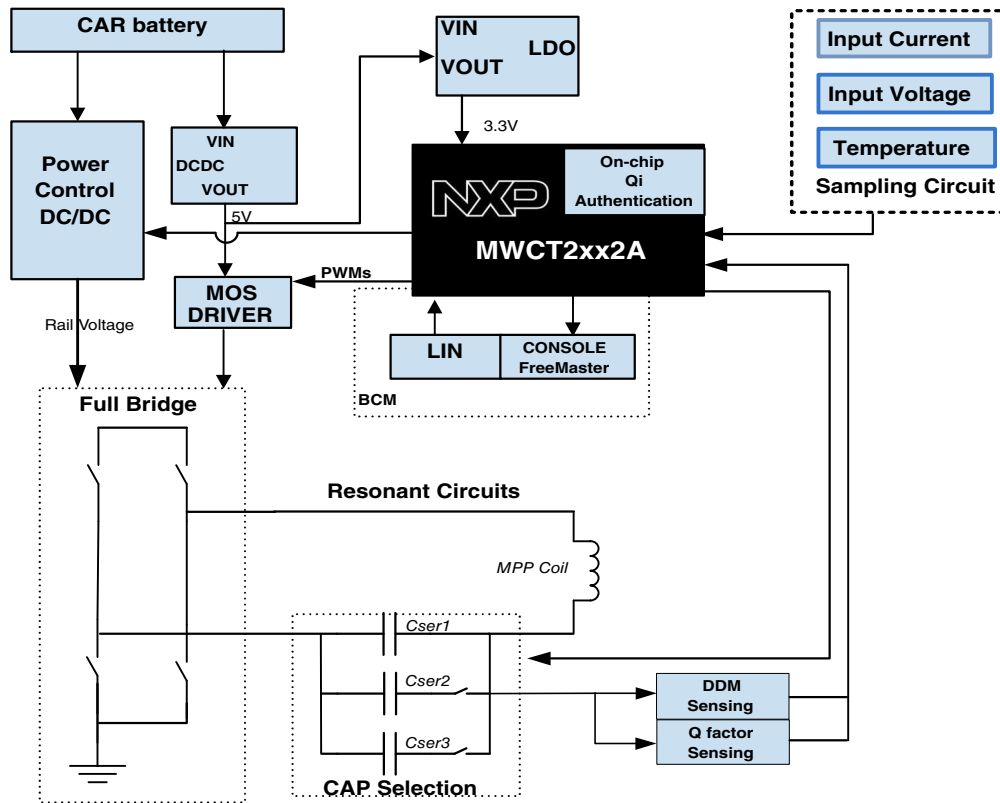 CAR battery
VIN
LDO
VOUT
Input Current
Input Voltage
Temperature
Sampling Circuit
Power
Control
DC/DC
VIN
DCDC
VOUT
5V
3.3V
NXP
On-chip
Qi
Authentication
MWCT2xx2A
PWMs
MOS
DRIVER
Rail Voltage
LIN
CONSOLE
FreeMaster
BCM
Full Bridge
Resonant Circuits
MPP Coil
Cser1
Cser2
Cser3
CAP Selection
DDM
Sensing
Q factor
Sensing